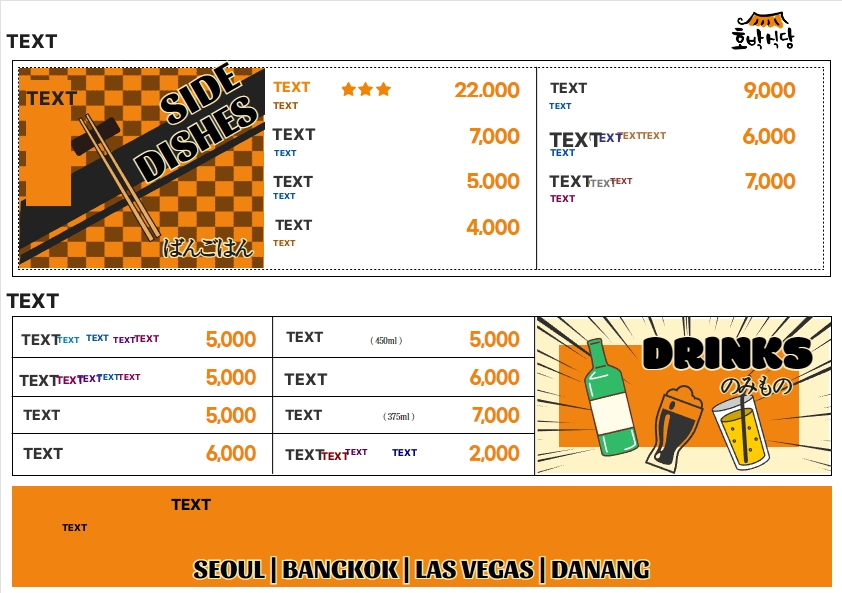 호박식당
TEXT
TEXT
SIDE
DISHES
ばんごはん
TEXT 22.000
TEXT
TEXT 7,000
TEXT
TEXT 5.000
TEXT
TEXT 4,000
TEXT
TEXT 9,000
TEXT
TEXT TEXT TEXTTEXT 6,000
TEXT
TEXT TEXT TEXT 7,000
TEXT
TEXT
TEXT TEXT TEXT TEXTTEXT 5,000
TEXT TEXT TEXT TEXT TEXT 5,000
TEXT 5,000
TEXT 6,000
TEXT (450ml) 5,000
TEXT 6,000
TEXT (375ml) 7,000
TEXT TEXT TEXT TEXT 2,000
DRINKS
のみもの
TEXT
TEXT
SEOUL | BANGKOK | LAS VEGAS | DANANG